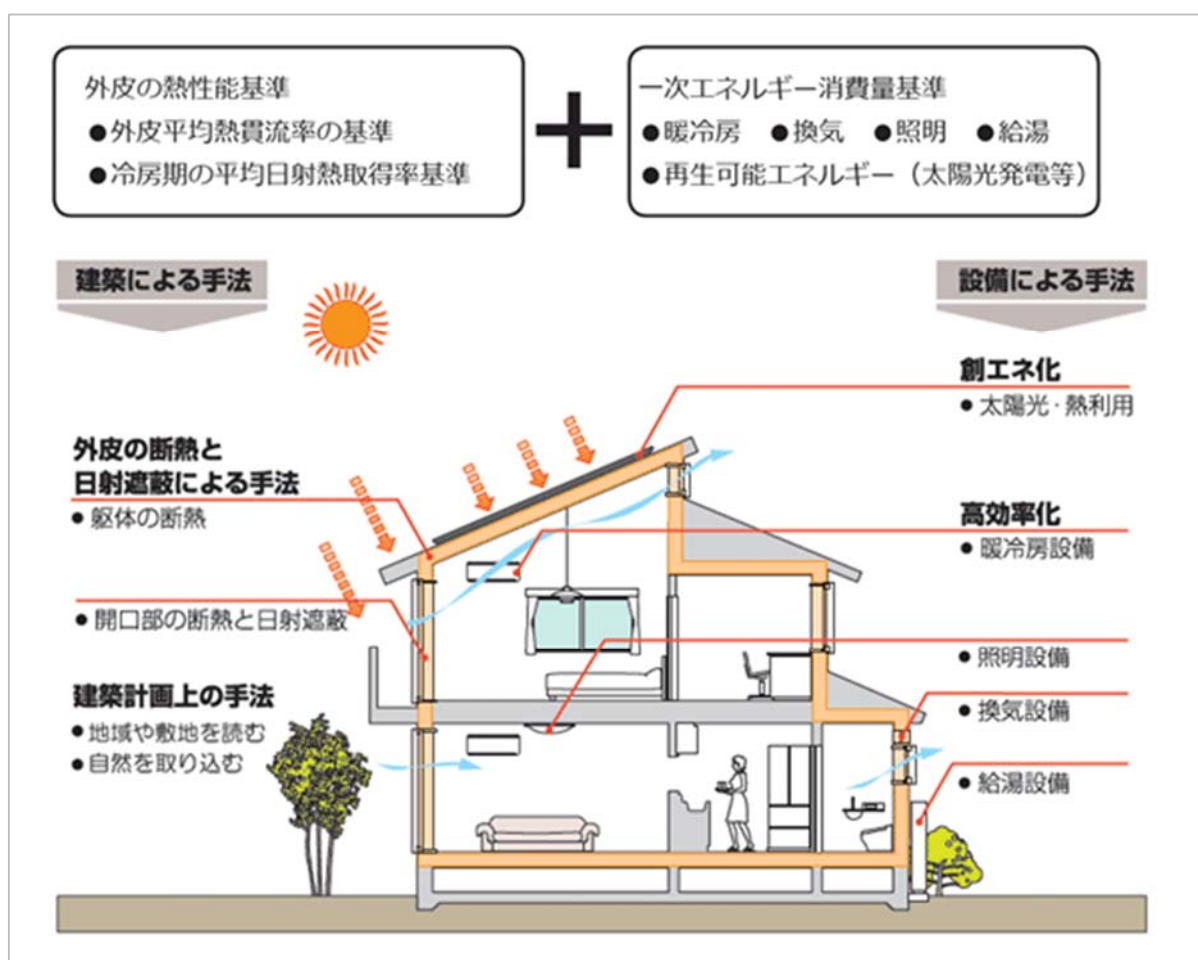 外皮の熱性能基準
●外皮平均熱貫流率の基準
●冷房期の平均日射熱取得率基準
+
一次エネルギー消費量基準
●暖冷房 ●換気 ●照明 ●給湯
●再生可能エネルギー（太陽光発電等）
建築による手法
設備による手法
外皮の断熱と
日射遮蔽による手法
●躯体の断熱
●開口部の断熱と日射遮蔽
建築計画上の手法
●地域や敷地を読む
●自然を取り込む
創エネ化
●太陽光・熱利用
高効率化
●暖冷房設備
●照明設備
●換気設備
●給湯設備